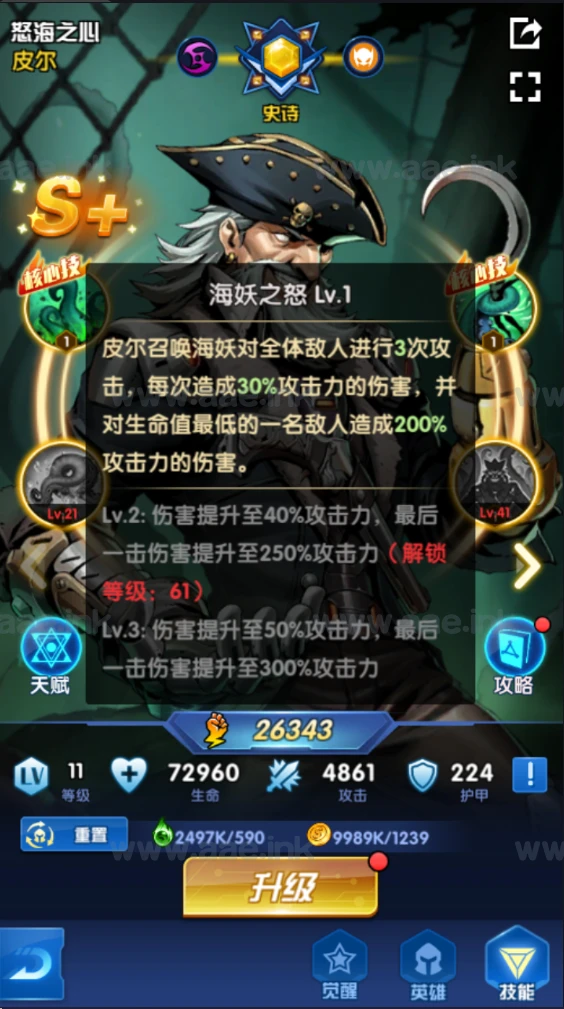 怒海之心
皮尔
史诗
S+
核心技
核心技
1
1
海妖之怒 Lv.1
皮尔召唤海妖对全体敌人进行3次攻
击，每次造成30%攻击力的伤害，并
对生命值最低的一名敌人造成200%
攻击力的伤害。
Lv.2: 伤害提升至40%攻击力，最后
一击伤害提升至250%攻击力（解锁
等级：61）
Lv.3: 伤害提升至50%攻击力，最后
一击伤害提升至300%攻击力
Lv.21
Lv.41
天赋
攻略
26343
LV 11 等级
72960 生命
4861 攻击
224 护甲
!
重置
2497K/590
9989K/1239
升级
觉醒
英雄
技能
www.aae.ink